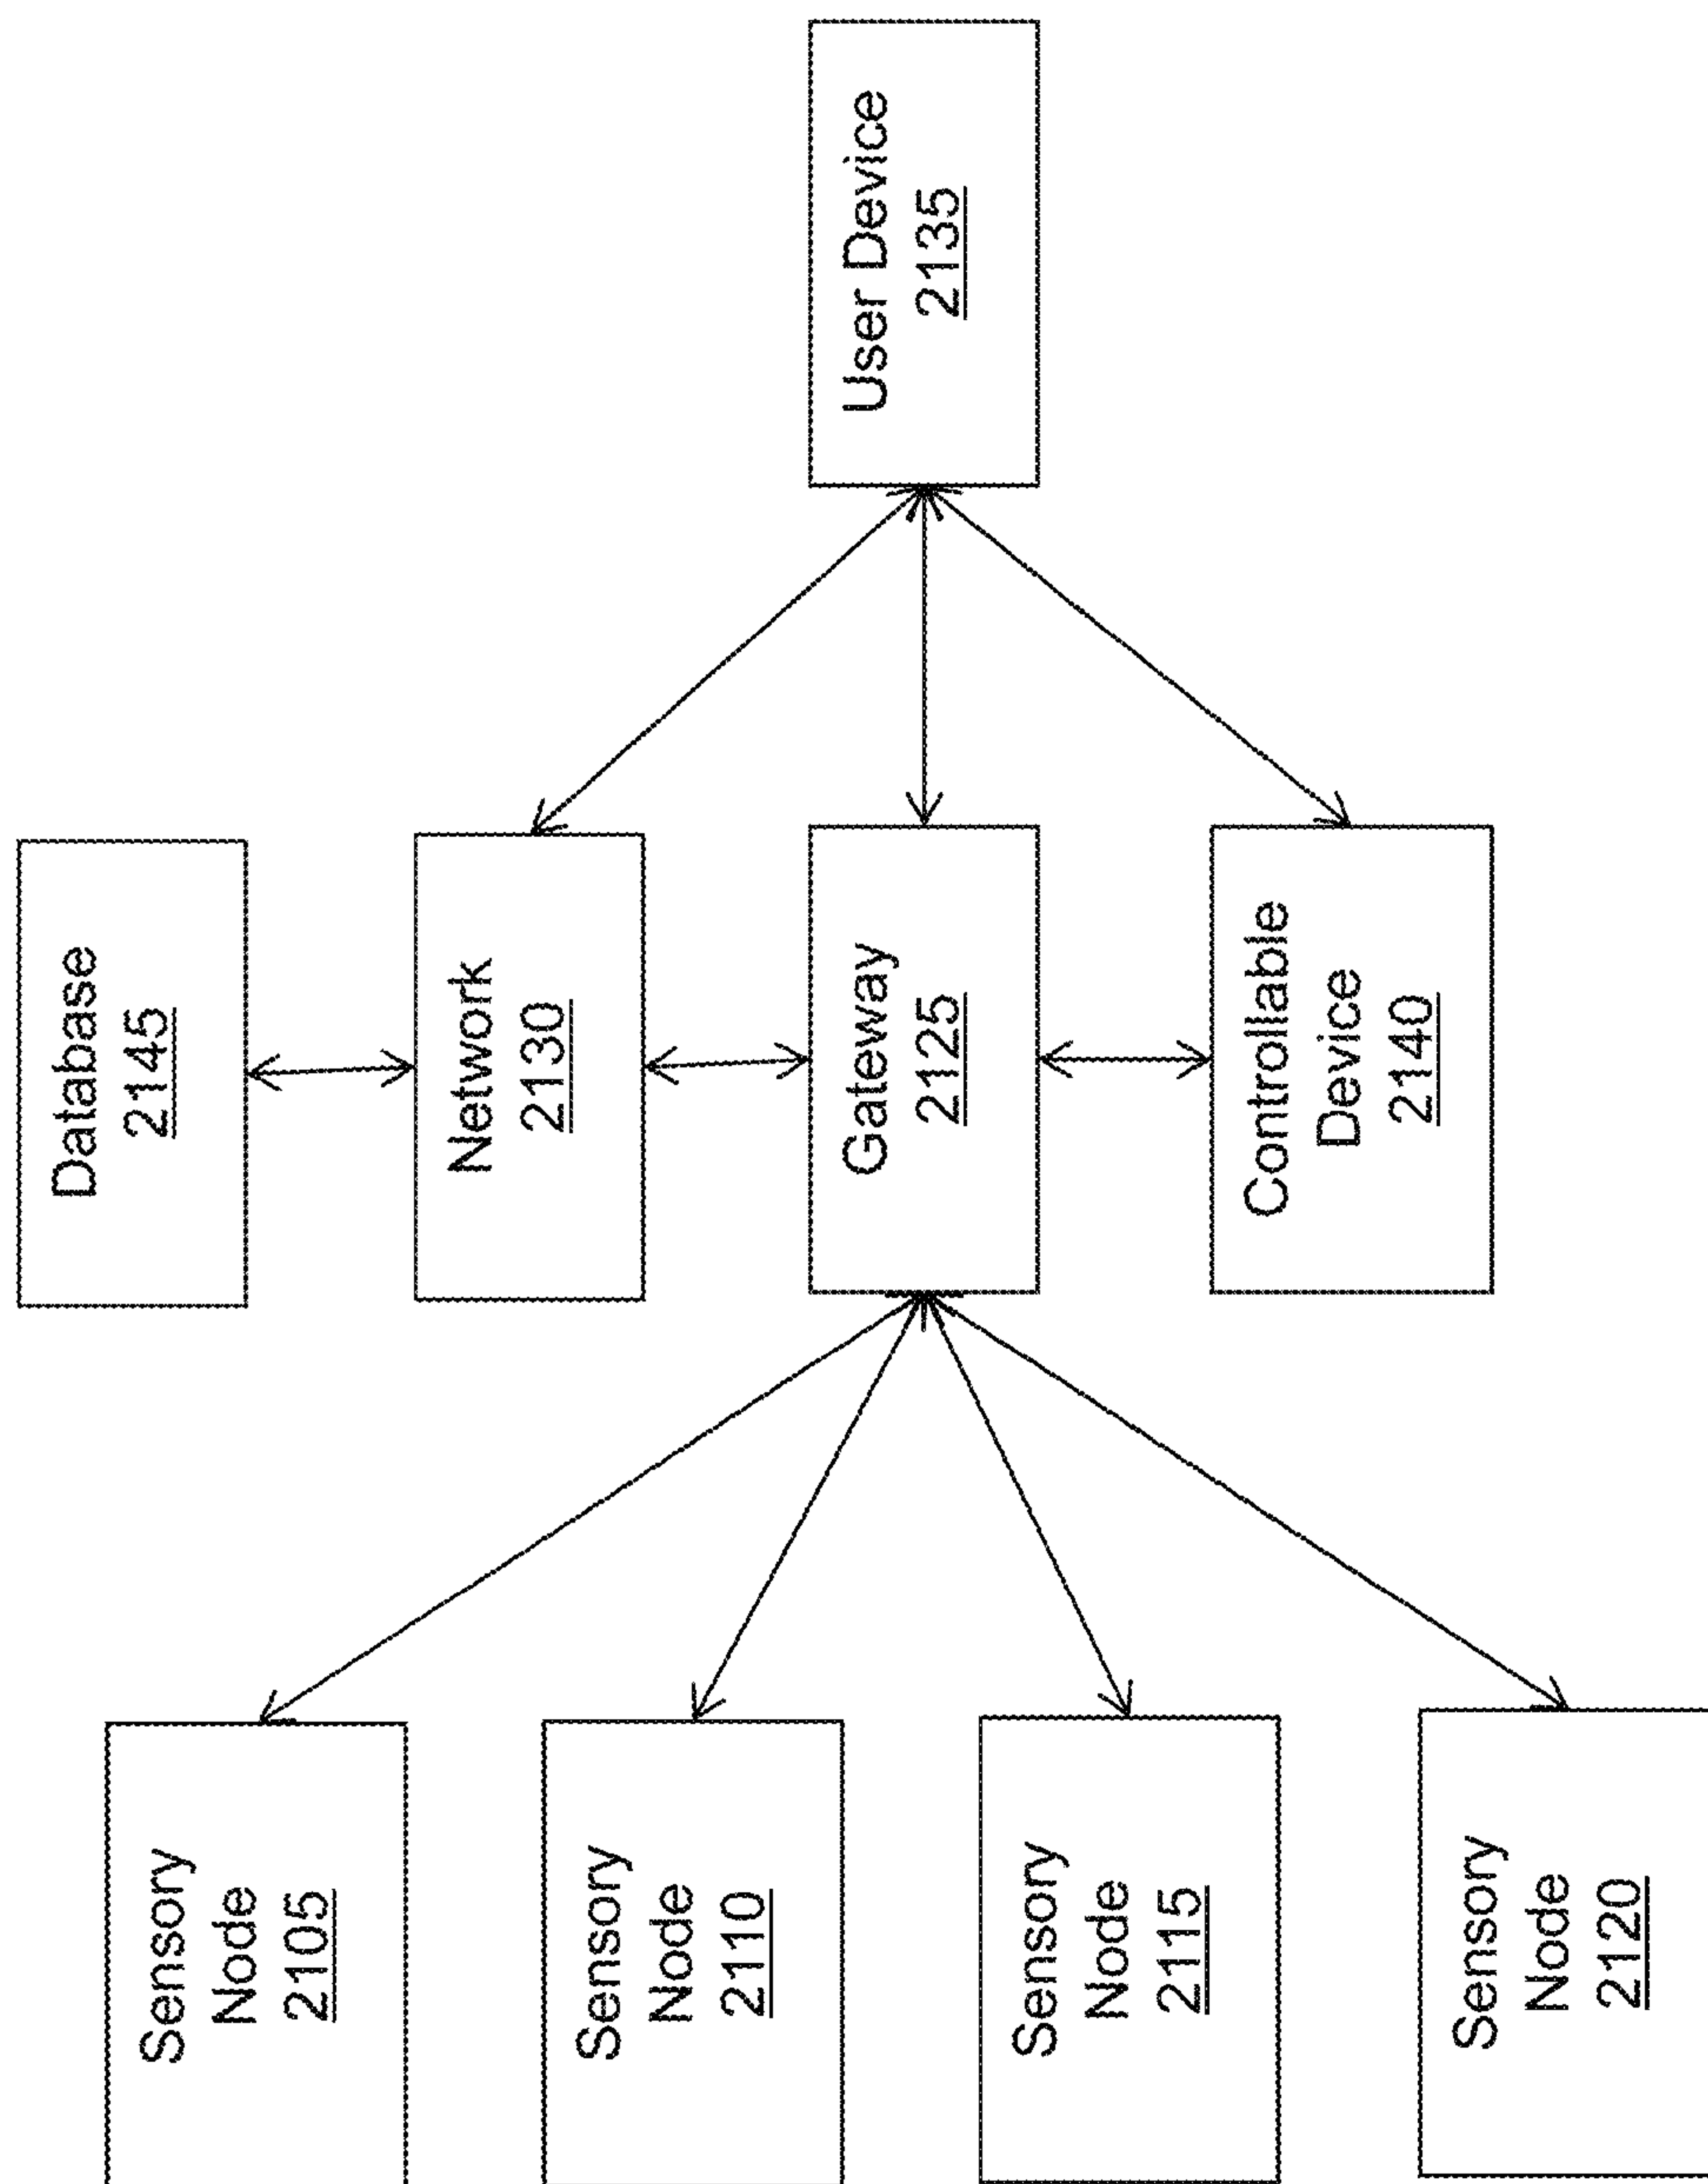 Sensory
Node
2105
Sensory
Node
2110
Sensory
Node
2115
Sensory
Node
2120
Database
2145
Network
2130
Gateway
2125
Controllable
Device
2140
User Device
2135